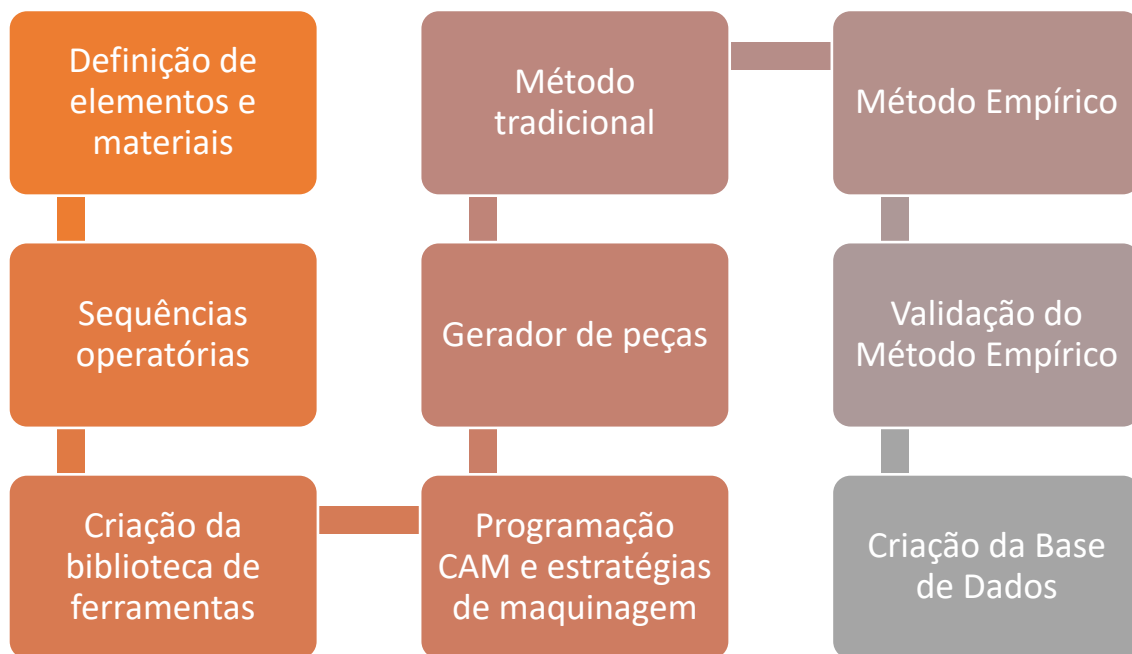 Definição de
elementos e
materiais
Sequências
operatórias
Criação da
biblioteca de
ferramentas
Programação
CAM e estratégias
de maquinagem
Gerador de peças
Método
tradicional
Método Empírico
Validação do
Método Empírico
Criação da Base
de Dados